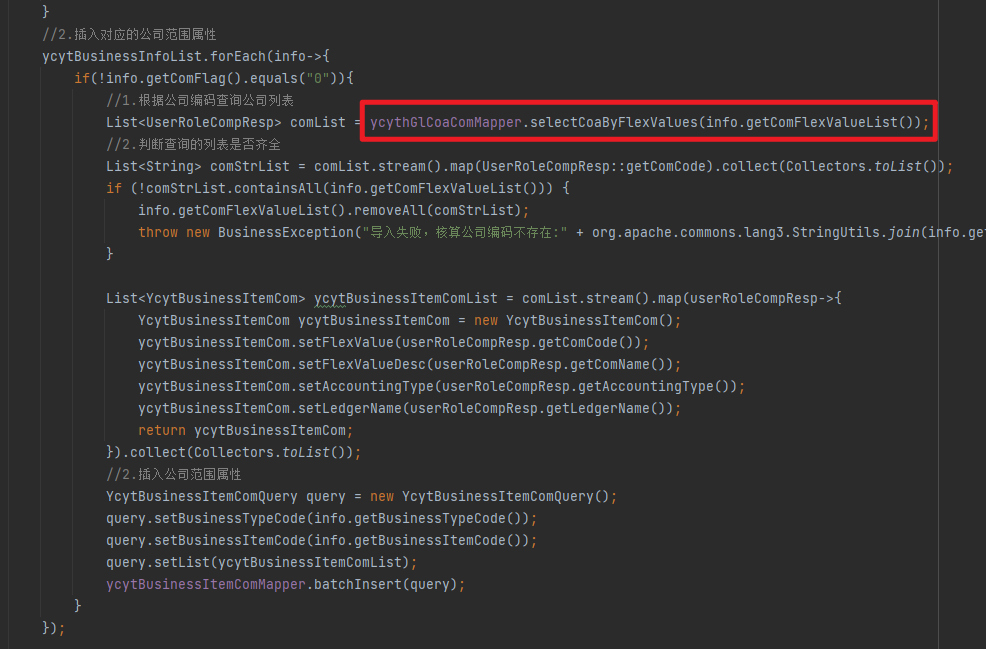 }
//2.插入对应的公司范围属性
ycytBusinessInfoList.forEach(info->{
if(!info.getComFlag().equals("0")){
//1.根据公司编码查询公司列表
List<UserRoleCompResp> comList = ycythGlCoaComMapper.selectCoaByFlexValues(info.getComFlexValueList());
//2.判断查询的列表是否齐全
List<String> comStrList = comList.stream().map(UserRoleCompResp::getComCode).collect(Collectors.toList());
if (!comStrList.containsAll(info.getComFlexValueList())) {
info.getComFlexValueList().removeAll(comStrList);
throw new BusinessException("导入失败，核算公司编码不存在:" + org.apache.commons.lang3.StringUtils.join(info.get
}
List<YcytBusinessItemCom> ycytBusinessItemComList = comList.stream().map(userRoleCompResp->{
YcytBusinessItemCom ycytBusinessItemCom = new YcytBusinessItemCom();
ycytBusinessItemCom.setFlexValue(userRoleCompResp.getComCode());
ycytBusinessItemCom.setFlexValueDesc(userRoleCompResp.getComName());
ycytBusinessItemCom.setAccountingType(userRoleCompResp.getAccountingType());
ycytBusinessItemCom.setLedgerName(userRoleCompResp.getLedgerName());
return ycytBusinessItemCom;
}).collect(Collectors.toList());
//2.插入公司范围属性
YcytBusinessItemComQuery query = new YcytBusinessItemComQuery();
query.setBusinessTypeCode(info.getBusinessTypeCode());
query.setBusinessItemCode(info.getBusinessItemCode());
query.setList(ycytBusinessItemComList);
ycytBusinessItemComMapper.batchInsert(query);
}
});